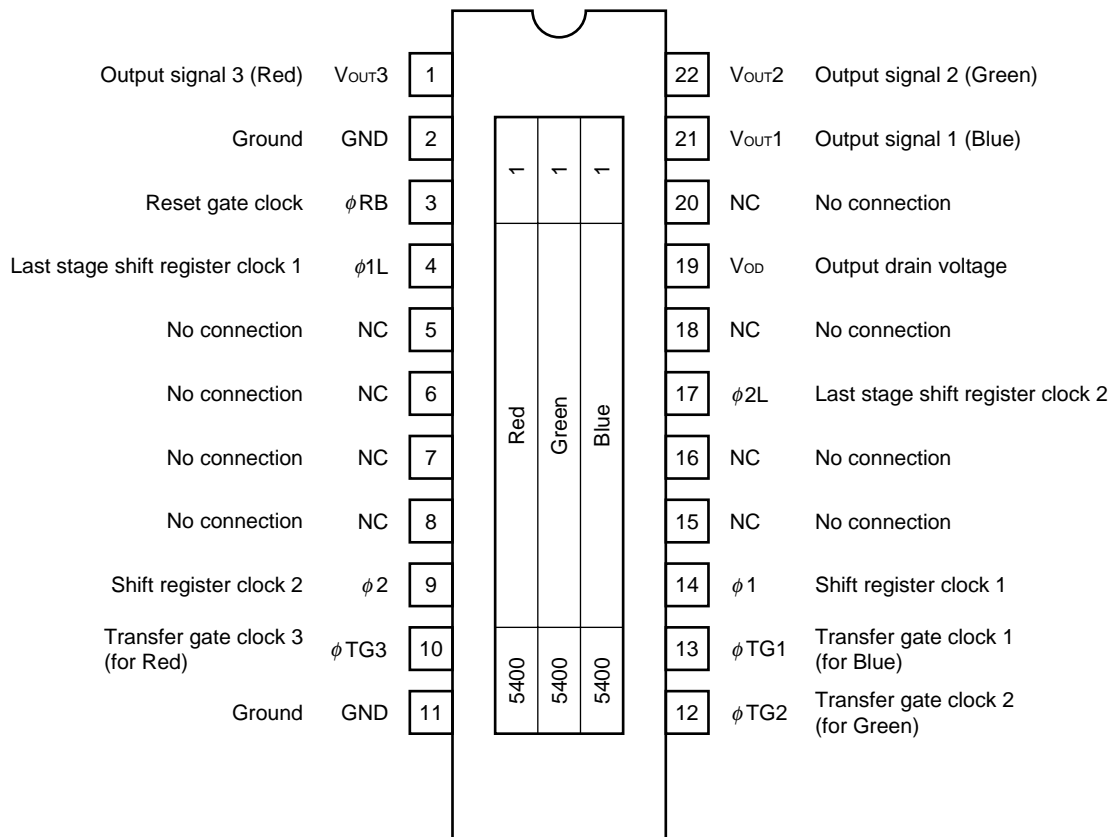 Output signal 3 (Red) VOUT3 1
Ground GND 2
Reset gate clock ϕRB 3
Last stage shift register clock 1 ϕ1L 4
No connection NC 5
No connection NC 6
No connection NC 7
No connection NC 8
Shift register clock 2 ϕ2 9
Transfer gate clock 3
(for Red) ϕTG3 10
Ground GND 11
1 1 1
Red Green Blue
5400 5400 5400
22 VOUT2 Output signal 2 (Green)
21 VOUT1 Output signal 1 (Blue)
20 NC No connection
19 VOD Output drain voltage
18 NC No connection
17 ϕ2L Last stage shift register clock 2
16 NC No connection
15 NC No connection
14 ϕ1 Shift register clock 1
13 ϕTG1 Transfer gate clock 1
(for Blue)
12 ϕTG2 Transfer gate clock 2
(for Green)